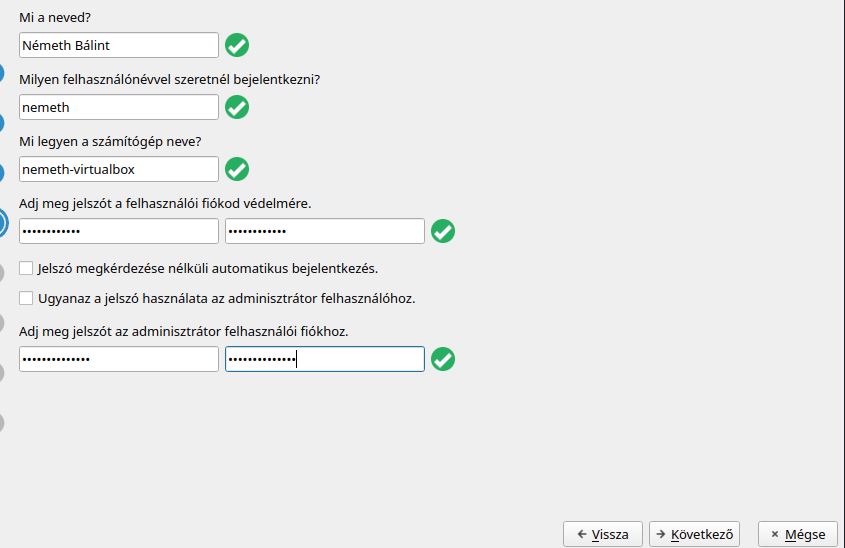 Mi a neved?
Németh Bálint
Milyen felhasználónévvel szeretnél bejelentkezni?
nemeth
Mi legyen a számítógép neve?
nemeth-virtualbox
Adj meg jelszót a felhasználói fiókod védelmére.
•••••••••••• ••••••••••••
Jelszó megkérdezése nélküli automatikus bejelentkezés.
Ugyanaz a jelszó használata az adminisztrátor felhasználóhoz.
Adj meg jelszót az adminisztrátor felhasználói fiókhoz.
•••••••••••••• ••••••••••••••
Vissza Következő Mégse